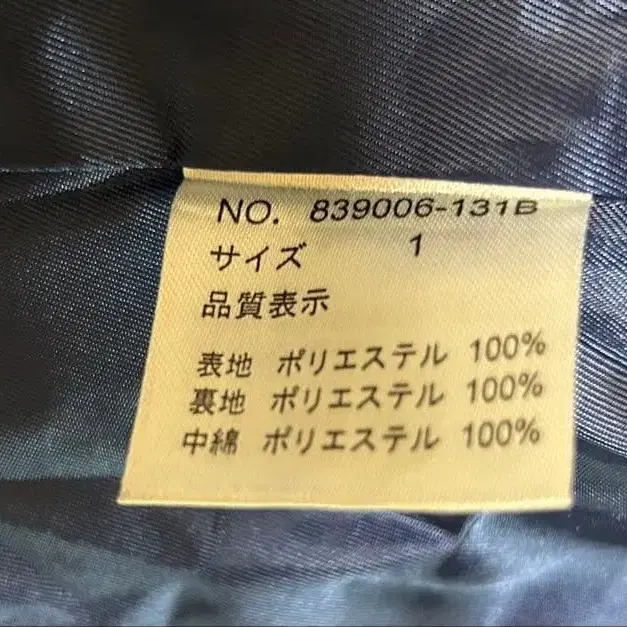 NO. 839006-131B
サイズ 1
品質表示
表地 ポリエステル 100%
裏地 ポリエステル 100%
中綿 ポリエステル 100%